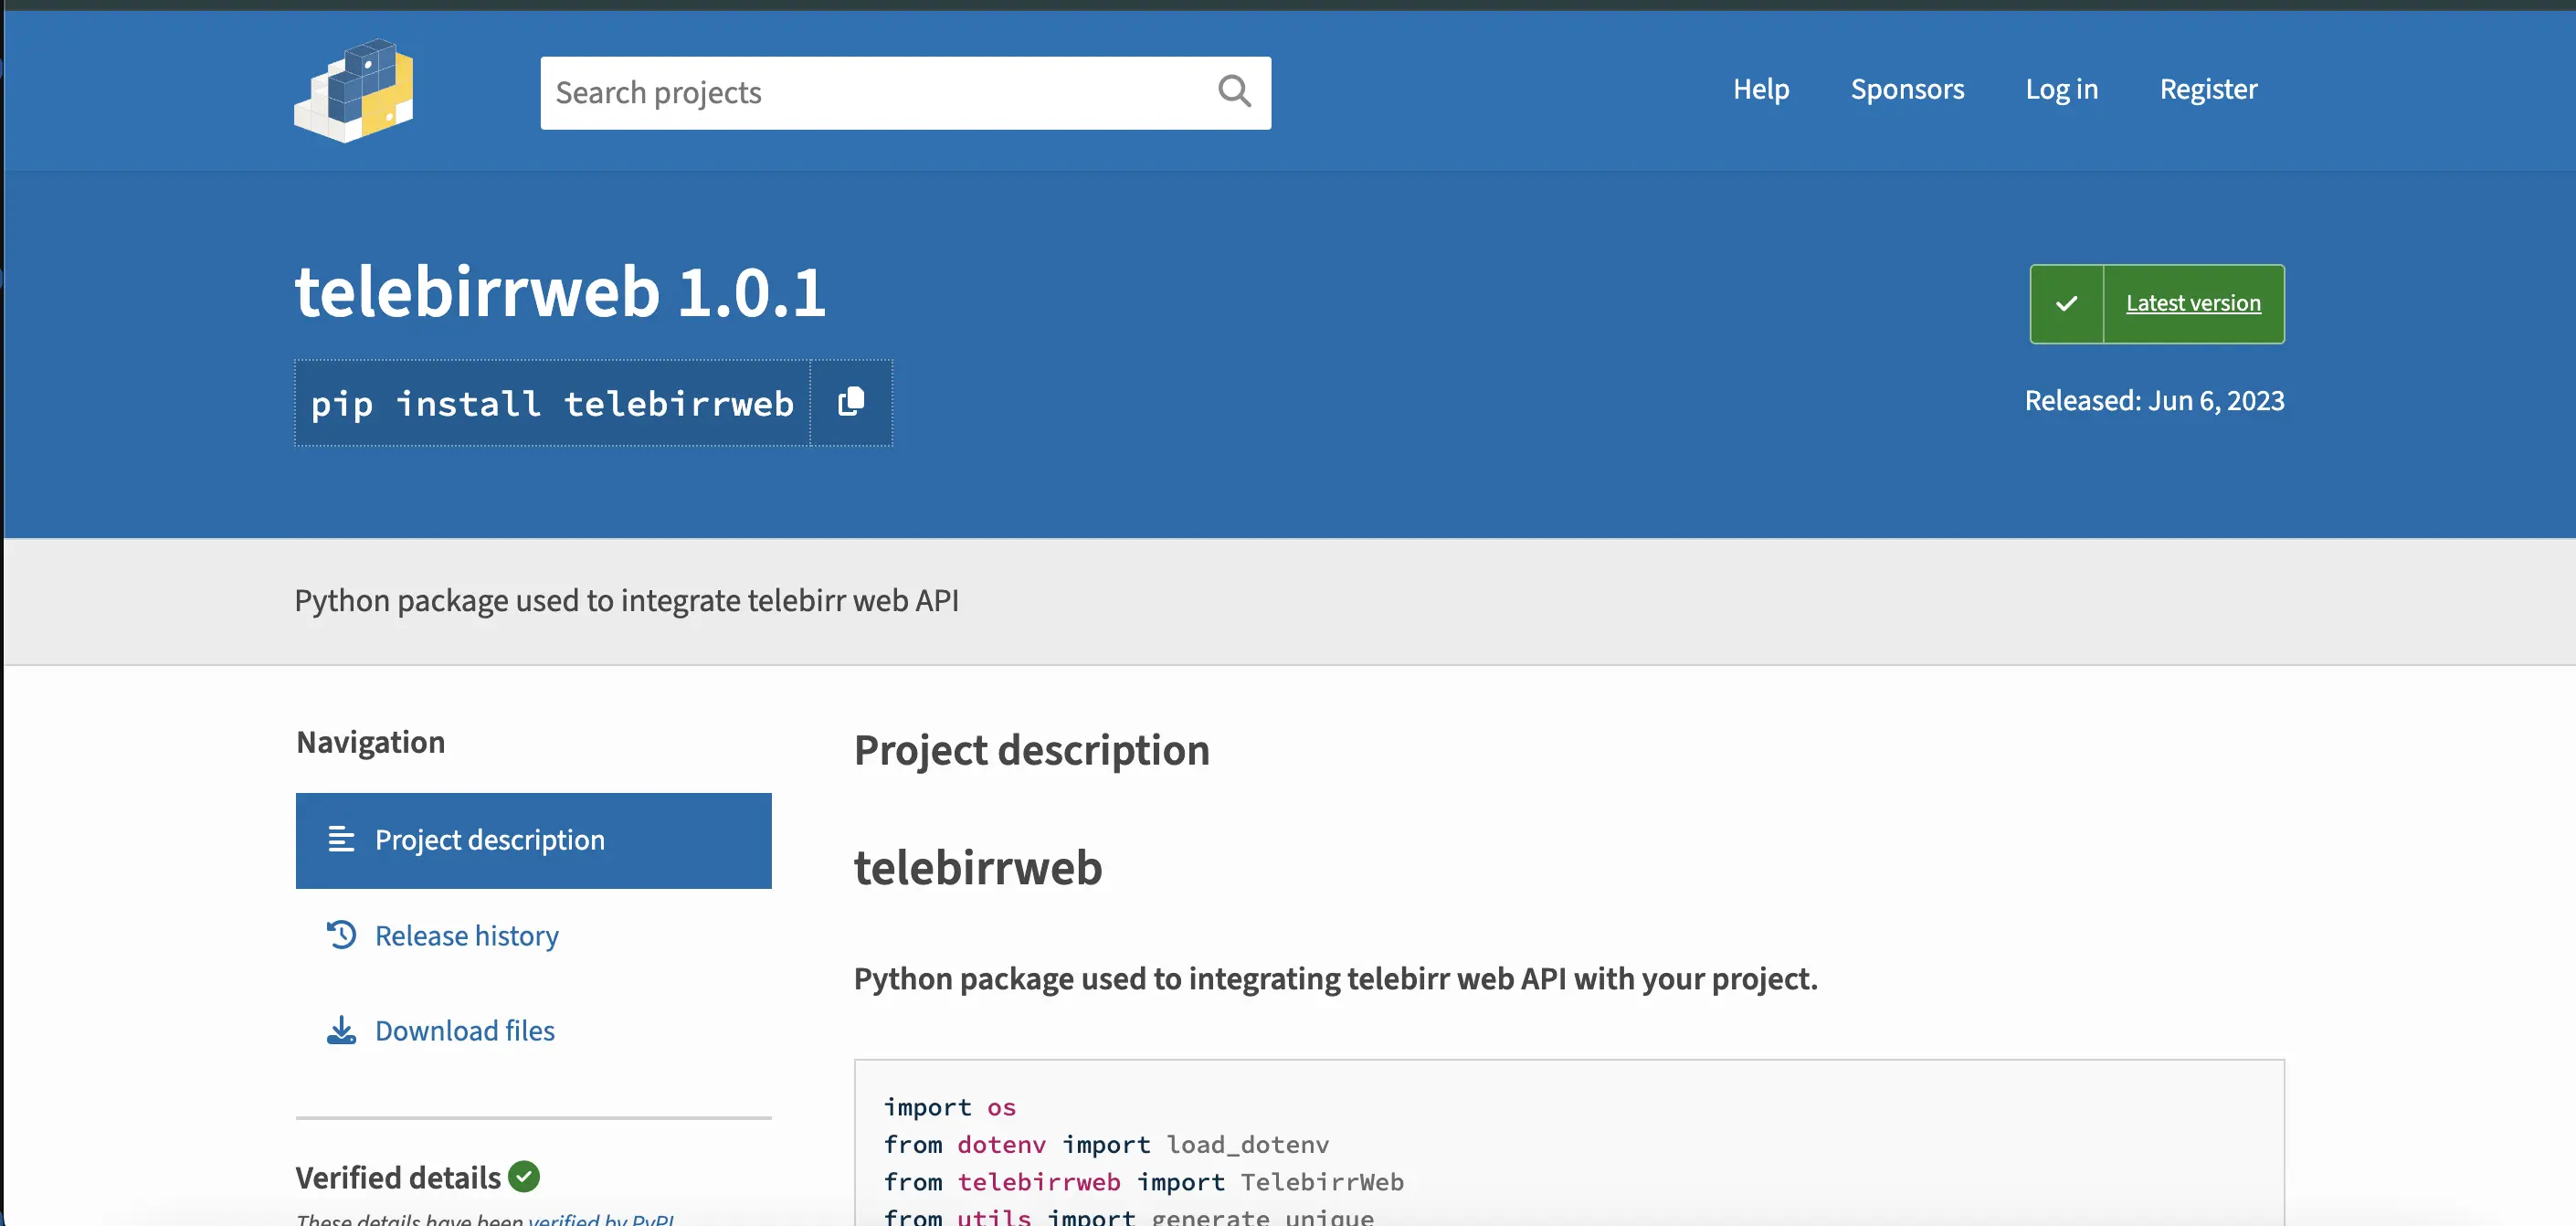 Search projects
Help
Sponsors
Log in
Register
telebirrweb 1.0.1
pip install telebirrweb
Latest version
Released: Jun 6, 2023
Python package used to integrate telebirr web API
Navigation
Project description
Release history
Download files
Verified details
These details have been verified by PyPI
Project description
telebirrweb
Python package used to integrating telebirr web API with your project.
import os
from dotenv import load_dotenv
from telebirrweb import TelebirrWeb
from utils import generate_unique